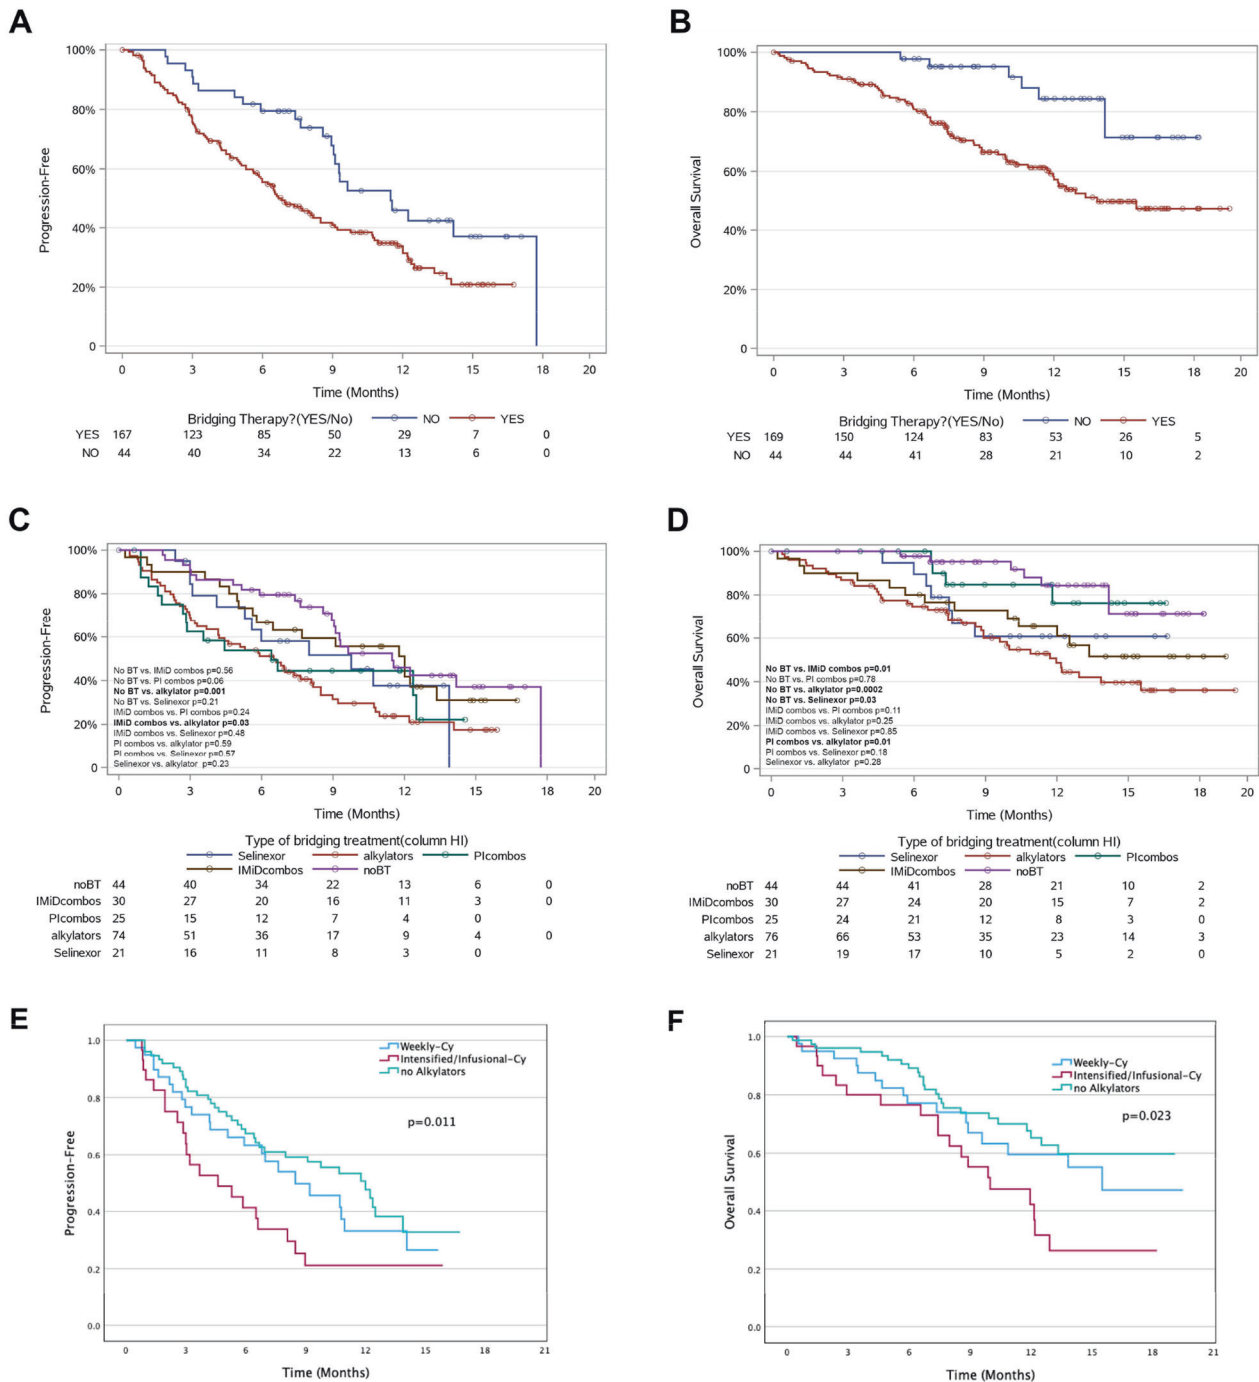 A
100%
80%
60%
40%
20%
0
Progression-Free
0 3 6 9 12 15 18 20
Time (Months)
Bridging Therapy?(YES/No) NO YES
YES 167 123 85 50 29 7 0
NO 44 40 34 22 13 6 0
B
100%
80%
60%
40%
20%
0
Overall Survival
0 3 6 9 12 15 18 20
Time (Months)
Bridging Therapy?(YES/No) NO YES
YES 169 150 124 83 53 26 5
NO 44 44 41 28 21 10 2
C
100%
80%
60%
40%
20%
0
Progression-Free
No BT vs. IMiD combos p=0.56
No BT vs. PI combos p=0.06
No BT vs. alkylator p=0.001
No BT vs. Selinexor p=0.21
IMiD combos vs. PI combos p=0.24
IMiD combos vs. alkylator p=0.03
IMiD combos vs. Selinexor p=0.48
PI combos vs. alkylator p=0.59
PI combos vs. Selinexor p=0.57
Selinexor vs. alkylator p=0.23
0 3 6 9 12 15 18 20
Time (Months)
Type of bridging treatment(column HI)
Selinexor alkylators PIcombos
IMiDcombos noBT
noBT 44 40 34 22 13 6 0
IMiDcombos 30 27 20 16 11 3 0
PIcombos 25 15 12 7 4 0
alkylators 74 51 36 17 9 4 0
Selinexor 21 16 11 8 3 0
D
100%
80%
60%
40%
20%
0
Overall Survival
No BT vs. IMiD combos p=0.01
No BT vs. PI combos p=0.78
No BT vs. alkylator p=0.0002
No BT vs. Selinexor p=0.03
IMiD combos vs. PI combos p=0.11
IMiD combos vs. alkylator p=0.25
IMiD combos vs. Selinexor p=0.85
PI combos vs. alkylator p=0.01
PI combos vs. Selinexor p=0.18
Selinexor vs. alkylator p=0.28
0 3 6 9 12 15 18 20
Time (Months)
Type of bridging treatment(column HI)
Selinexor alkylators PIcombos
IMiDcombos noBT
noBT 44 44 41 28 21 10 2
IMiDcombos 30 27 24 20 15 7 2
PIcombos 25 24 21 12 8 3 0
alkylators 76 66 53 35 23 14 3
Selinexor 21 19 17 10 5 2 0
E
1.0
0.8
0.6
0.4
0.2
0.0
Progression-Free
Weekly-Cy
Intensified/Infusional-Cy
no Alkylators
p=0.011
0 3 6 9 12 15 18 21
Time (Months)
F
1.0
0.8
0.6
0.4
0.2
0.0
Overall Survival
Weekly-Cy
Intensified/Infusional-Cy
no Alkylators
p=0.023
0 3 6 9 12 15 18 21
Time (Months)